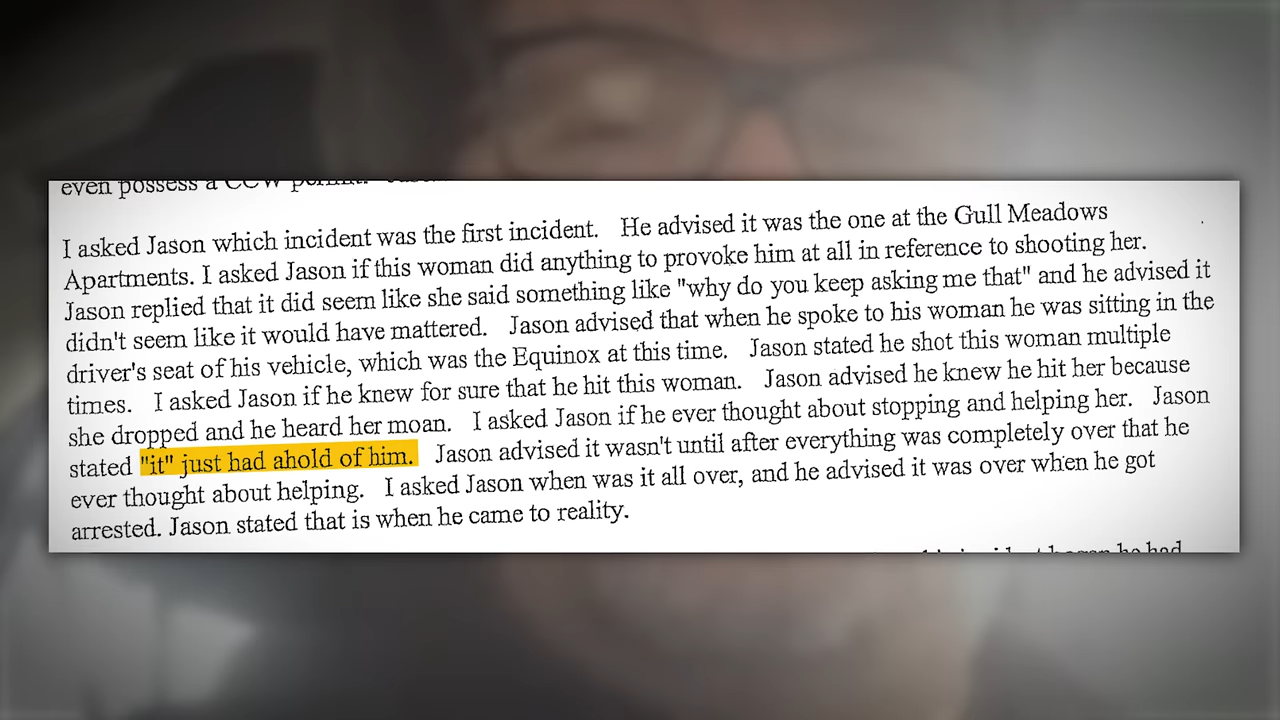 even possess a CCW permit.
I asked Jason which incident was the first incident. He advised it was the one at the Gull Meadows
Apartments. I asked Jason if this woman did anything to provoke him at all in reference to shooting her.
Jason replied that it did seem like she said something like "why do you keep asking me that" and he advised it
didn't seem like it would have mattered. Jason advised that when he spoke to his woman he was sitting in the
driver's seat of his vehicle, which was the Equinox at this time. Jason stated he shot this woman multiple
times. I asked Jason if he knew for sure that he hit this woman. Jason advised he knew he hit her because
she dropped and he heard her moan. I asked Jason if he ever thought about stopping and helping her. Jason
stated "it" just had ahold of him. Jason advised it wasn't until after everything was completely over that he
ever thought about helping. I asked Jason when was it all over, and he advised it was over when he got
arrested. Jason stated that is when he came to reality.